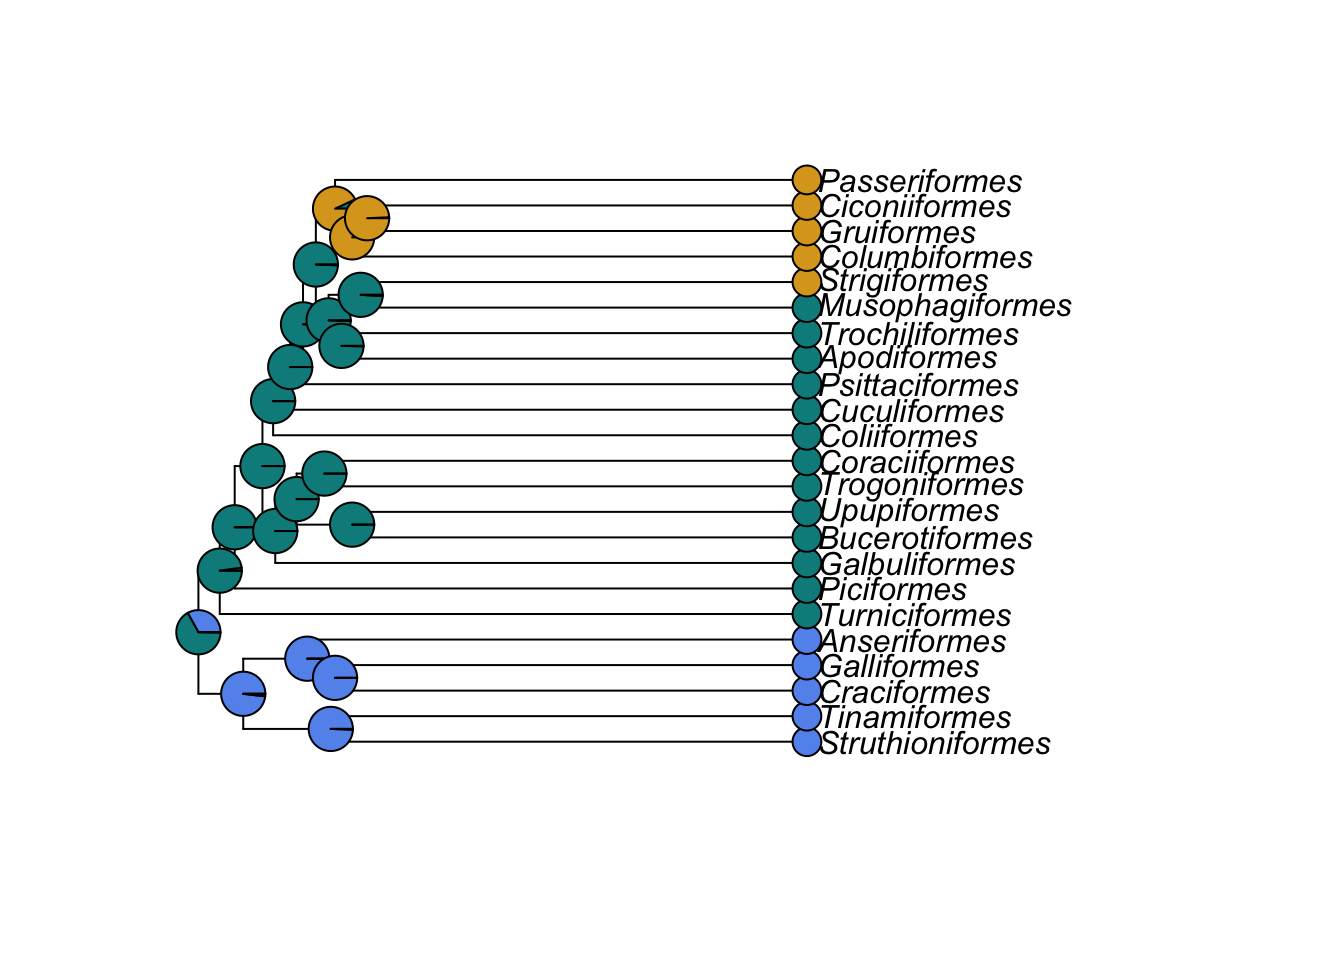 Passeriformes
Ciconiiformes
Gruiformes
Columbiformes
Strigiformes
Musophagiformes
Trochiliformes
Apodiformes
Psittaciformes
Cuculiformes
Coliiformes
Coraciiformes
Trogoniformes
Upupiformes
Bucerotiformes
Galbuliformes
Piciformes
Turniciformes
Anseriformes
Galliformes
Craciformes
Tinamiformes
Struthioniformes